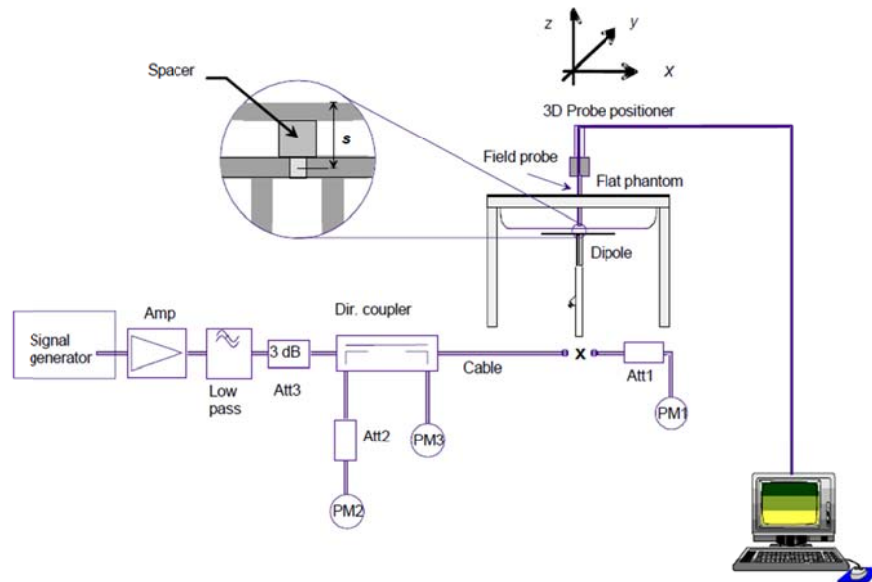 z
y
x
Spacer
s
3D Probe positioner
Field probe
Flat phantom
Dipole
Amp
Dir. coupler
Signal
generator
3 dB
Low
pass
Att3
Cable
X
Att1
Att2
PM3
PM1
PM2